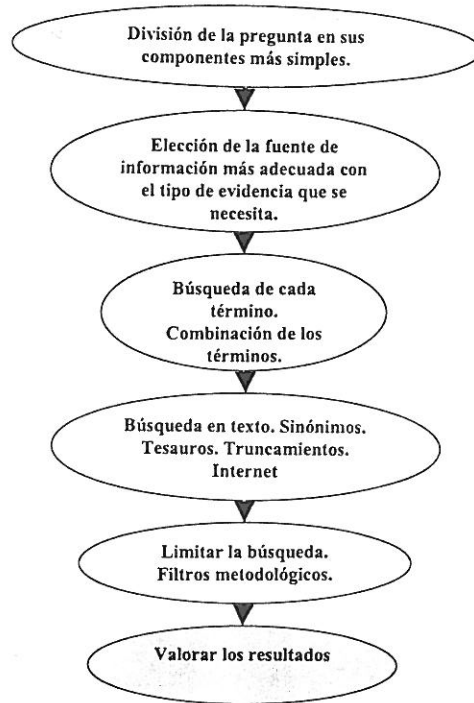 División de la pregunta en sus
componentes más simples.
Elección de la fuente de
información más adecuada con
el tipo de evidencia que se
necesita.
Búsqueda de cada
término.
Combinación de los
términos.
Búsqueda en texto. Sinónimos.
Tesauros. Truncamientos.
Internet
Limitar la búsqueda.
Filtros metodológicos.
Valorar los resultados